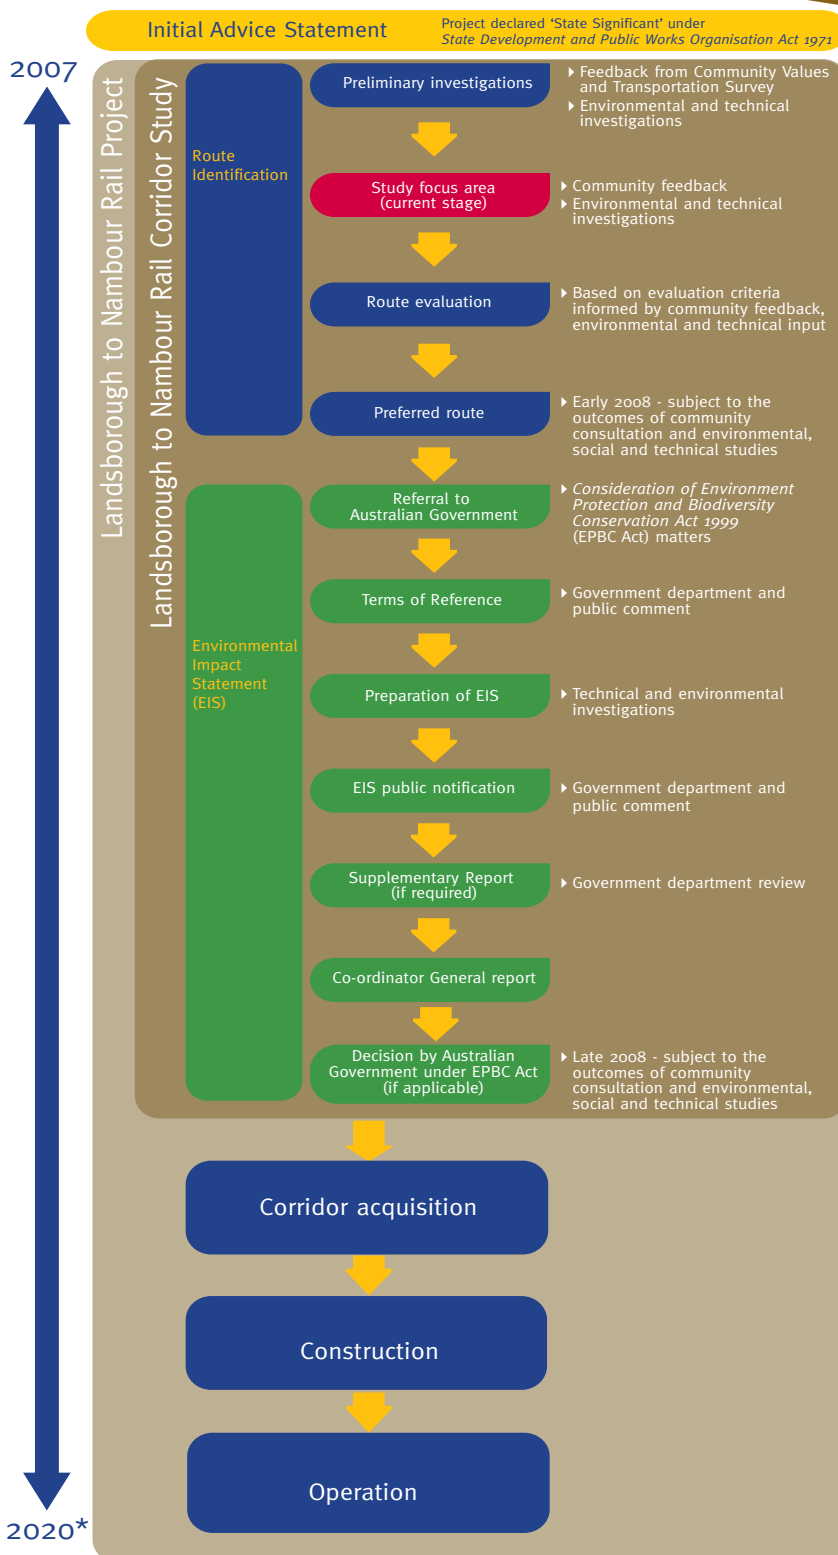 Initial Advice Statement
Project declared ‘State Significant’ under
State Development and Public Works Organisation Act 1971
2007
Landsborough to Nambour Rail Project
Landsborough to Nambour Rail Corridor Study
Route
Identification
Preliminary investigations
Feedback from Community Values
and Transportation Survey
Environmental and technical
investigations
Study focus area
(current stage)
Community feedback
Environmental and technical
investigations
Route evaluation
Based on evaluation criteria
informed by community feedback,
environmental and technical input
Preferred route
Early 2008 - subject to the
outcomes of community
consultation and environmental,
social and technical studies
Environmental
Impact
Statement
(EIS)
Referral to
Australian Government
Consideration of Environment
Protection and Biodiversity
Conservation Act 1999
(EPBC Act) matters
Terms of Reference
Government department and
public comment
Preparation of EIS
Technical and environmental
investigations
EIS public notification
Government department and
public comment
Supplementary Report
(if required)
Government department review
Co-ordinator General report
Decision by Australian
Government under EPBC Act
(if applicable)
Late 2008 - subject to the
outcomes of community
consultation and environmental,
social and technical studies
Corridor acquisition
Construction
Operation
2020*